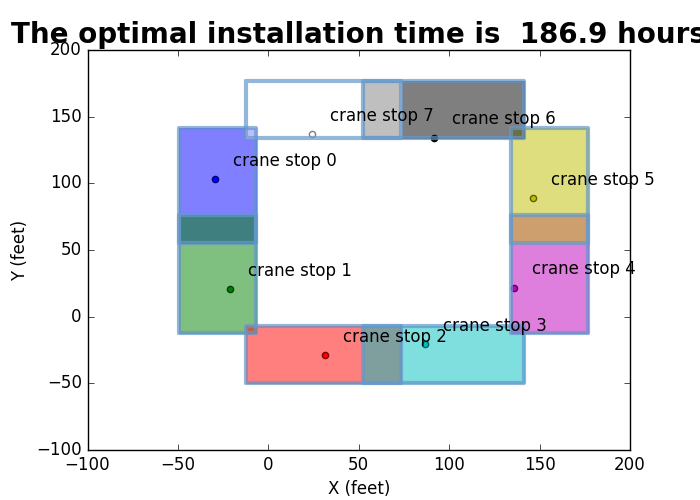 The optimal installation time is  186.9 hours
200
150
100
50
0
−50
−100
Y (feet)
crane stop 7
crane stop 6
crane stop 0
crane stop 5
crane stop 1
crane stop 4
crane stop 3
crane stop 2
−100
−50
0
50
100
150
200
X (feet)